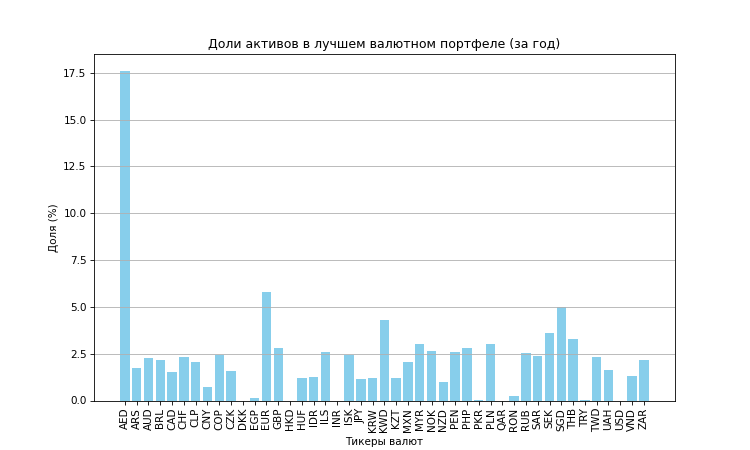 Доли активов в лучшем валютном портфеле (за год)
Доля (%)
17.5
15.0
12.5
10.0
7.5
5.0
2.5
0.0
AED ARS AUD BRL CAD CHF CLP CNY COP CZK DKK EGP EUR GBP HKD HUF IDR ILS INR ISK JPY KRW KWD KZT MXN MYR NOK NZD PEN PHP PKR PLN QAR RON RUB SAR SEK SGD THB TRY TWD UAH USD VND ZAR
Тикеры валют